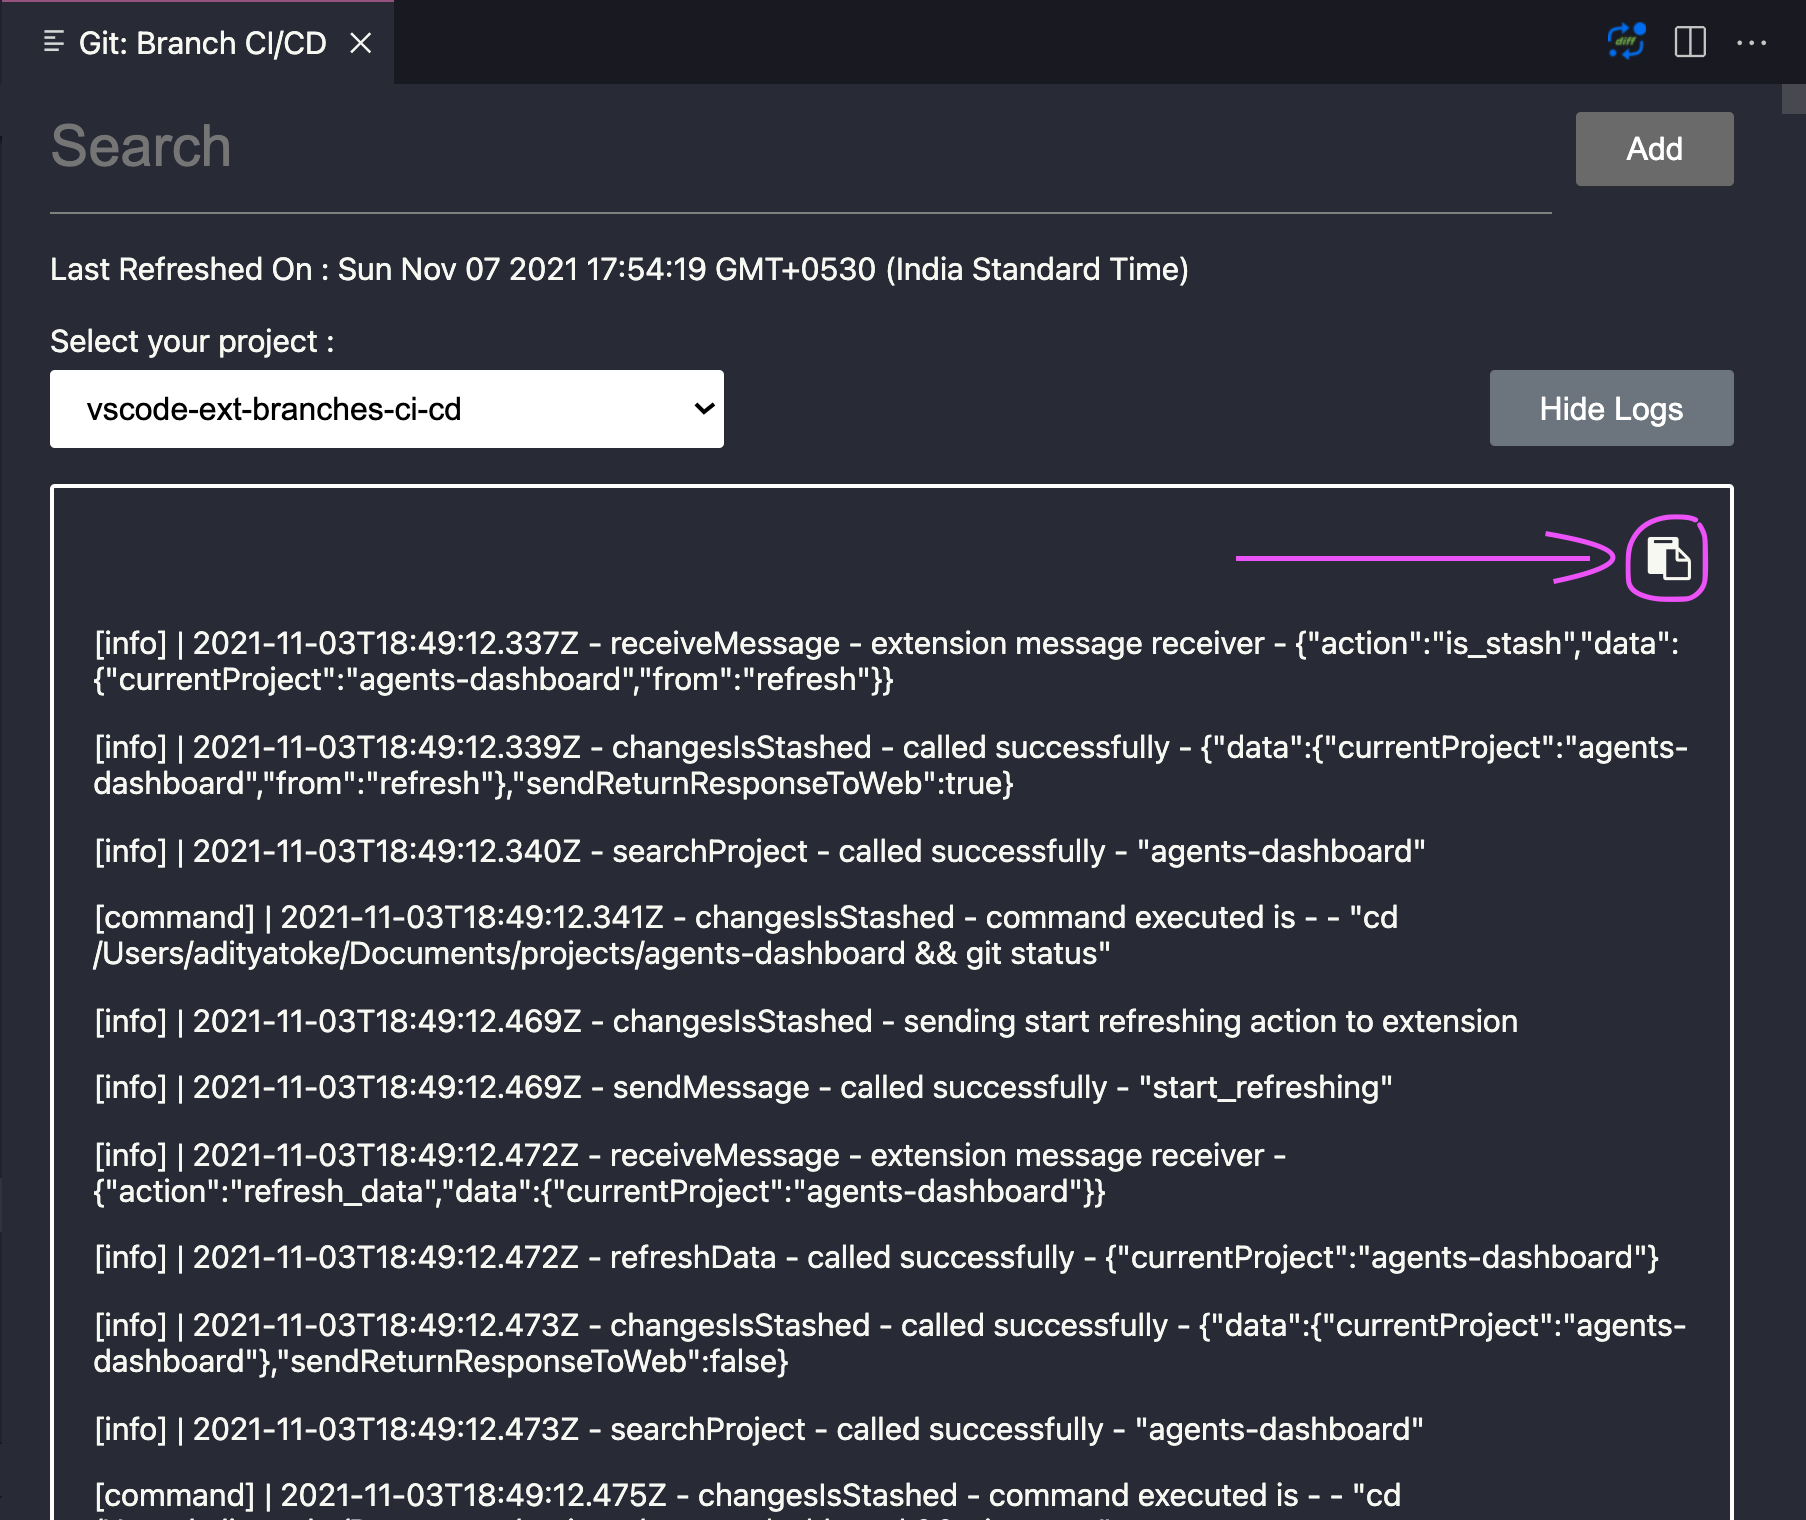 Git: Branch CI/CD
diff
Search
Add
Last Refreshed On : Sun Nov 07 2021 17:54:19 GMT+0530 (India Standard Time)
Select your project :
vscode-ext-branches-ci-cd
Hide Logs
[info] | 2021-11-03T18:49:12.337Z - receiveMessage - extension message receiver - {"action":"is_stash","data":
{"currentProject":"agents-dashboard","from":"refresh"}}
[info] | 2021-11-03T18:49:12.339Z - changesIsStashed - called successfully - {"data":{"currentProject":"agents-
dashboard","from":"refresh"},"sendReturnResponseToWeb":true}
[info] | 2021-11-03T18:49:12.340Z - searchProject - called successfully - "agents-dashboard"
[command] | 2021-11-03T18:49:12.341Z - changesIsStashed - command executed is - - "cd
/Users/adityatoke/Documents/projects/agents-dashboard && git status"
[info] | 2021-11-03T18:49:12.469Z - changesIsStashed - sending start refreshing action to extension
[info] | 2021-11-03T18:49:12.469Z - sendMessage - called successfully - "start_refreshing"
[info] | 2021-11-03T18:49:12.472Z - receiveMessage - extension message receiver -
{"action":"refresh_data","data":{"currentProject":"agents-dashboard"}}
[info] | 2021-11-03T18:49:12.472Z - refreshData - called successfully - {"currentProject":"agents-dashboard"}
[info] | 2021-11-03T18:49:12.473Z - changesIsStashed - called successfully - {"data":{"currentProject":"agents-
dashboard"},"sendReturnResponseToWeb":false}
[info] | 2021-11-03T18:49:12.473Z - searchProject - called successfully - "agents-dashboard"
[command] | 2021-11-03T18:49:12.475Z - changesIsStashed - command executed is - - "cd